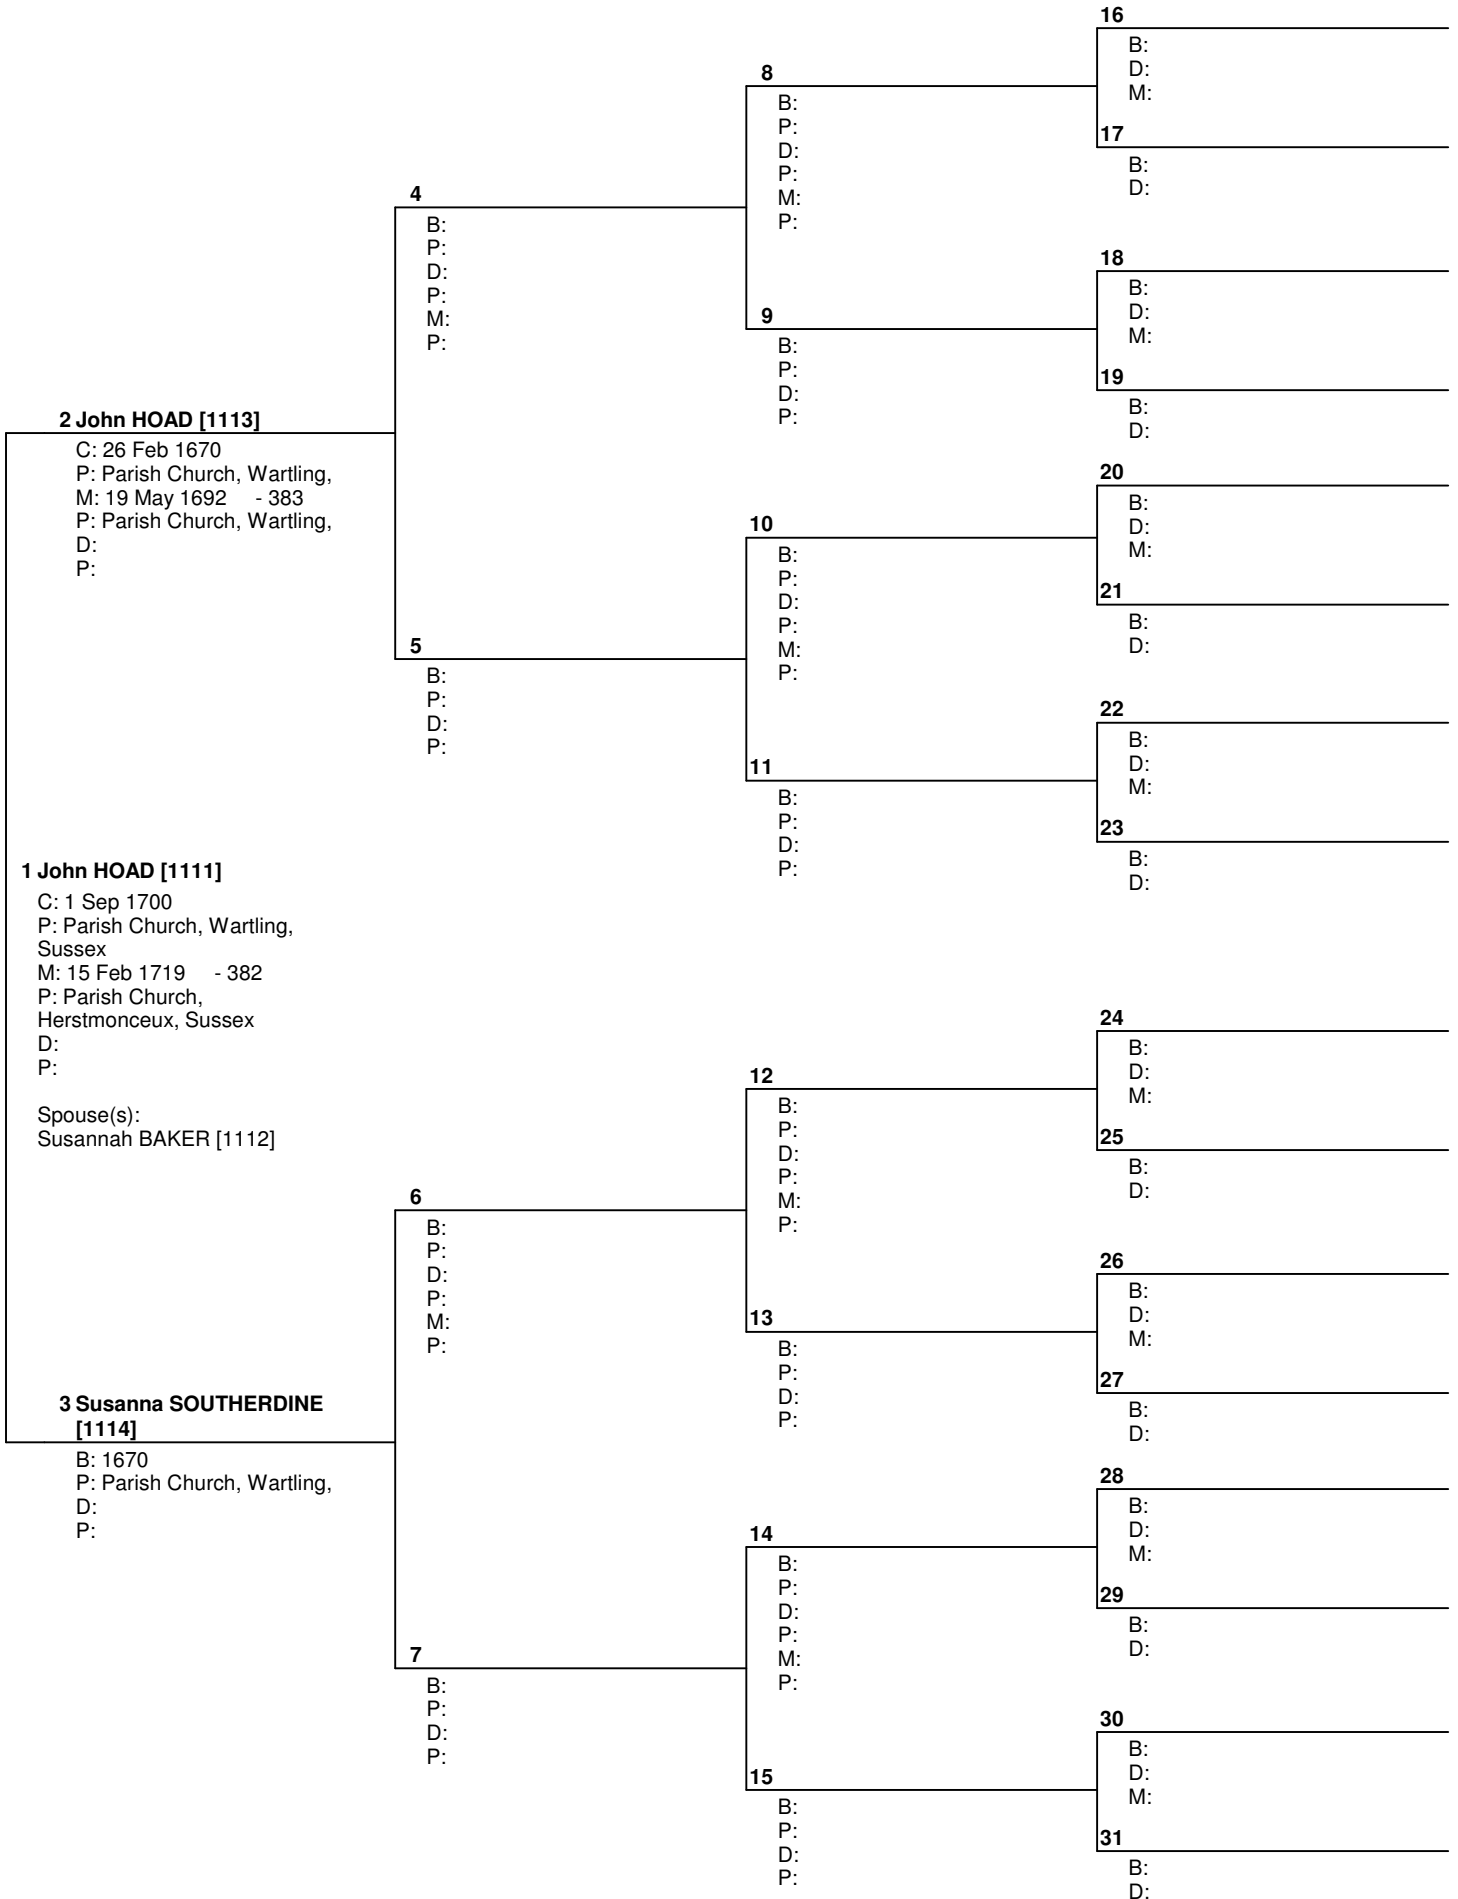 16
B:
D:
M:
8
B:
P:
D:
P:
M:
P:
17
B:
D:
4
B:
P:
D:
P:
M:
P:
18
B:
D:
M:
9
B:
P:
D:
P:
19
B:
D:
2 John HOAD [1113]
C: 26 Feb 1670
P: Parish Church, Wartling,
M: 19 May 1692 - 383
P: Parish Church, Wartling,
D:
P:
20
B:
D:
M:
10
B:
P:
D:
P:
M:
P:
21
B:
D:
5
B:
P:
D:
P:
22
B:
D:
M:
11
B:
P:
D:
P:
23
B:
D:
1 John HOAD [1111]
C: 1 Sep 1700
P: Parish Church, Wartling,
Sussex
M: 15 Feb 1719 - 382
P: Parish Church,
Herstmonceux, Sussex
D:
P:
Spouse(s):
Susannah BAKER [1112]
24
B:
D:
M:
12
B:
P:
D:
P:
M:
P:
25
B:
D:
6
B:
P:
D:
P:
M:
P:
26
B:
D:
M:
13
B:
P:
D:
P:
27
B:
D:
3 Susanna SOUTHERDINE
[1114]
B: 1670
P: Parish Church, Wartling,
D:
P:
28
B:
D:
M:
14
B:
P:
D:
P:
M:
P:
29
B:
D:
7
B:
P:
D:
P:
30
B:
D:
M:
15
B:
P:
D:
P:
31
B:
D: